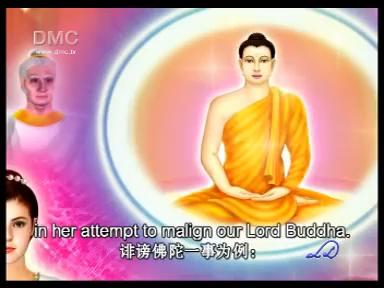 DMC
www.dmc.tv
in her attempt to malign our Lord Buddha.
诽谤佛陀一事为例：
LD